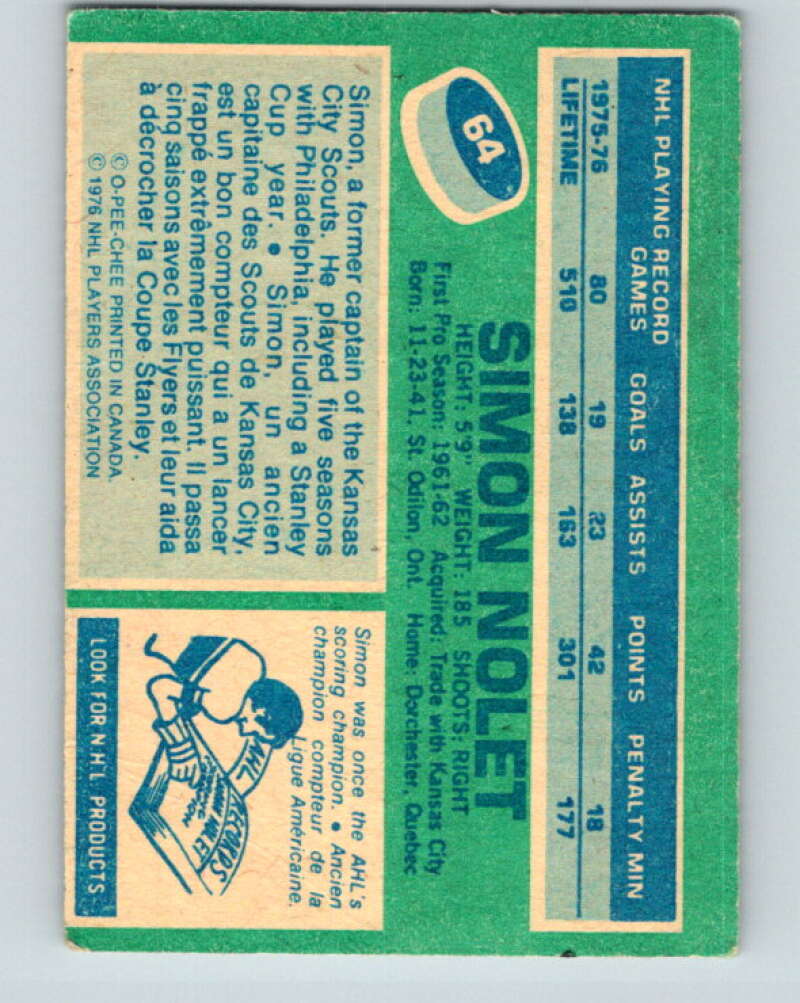 NHL PLAYING RECORD
GAMES GOALS ASSISTS POINTS PENALTY MIN
1975-76 80 19 23 42 18
LIFETIME 510 138 163 301 177
64
SIMON NOLET
HEIGHT: 5'9" WEIGHT: 185 SHOOTS: RIGHT
First Pro Season: 1961-62 Acquired: Trade with Kansas City
Born: 11-23-41, St. Odilon, Ont. Home: Dorchester, Quebec
Simon, a former captain of the Kansas
City Scouts. He played five seasons
with Philadelphia, including a Stanley
Cup year. • Simon, un ancien
capitaine des Scouts de Kansas City,
est un bon compteur qui a un lancer
frappé extrêmement puissant. Il passa
cinq saisons avec les Flyers et leur aida
à décrocher la Coupe Stanley.
© O-PEE-CHEE PRINTED IN CANADA.
© 1976 NHL PLAYERS ASSOCIATION
Simon was once the AHL's
scoring champion. • Ancien
champion compteur de la
Ligue Américaine.
AHL
RECORDS
NOLET
LOOK FOR N'H'L PRODUCTS